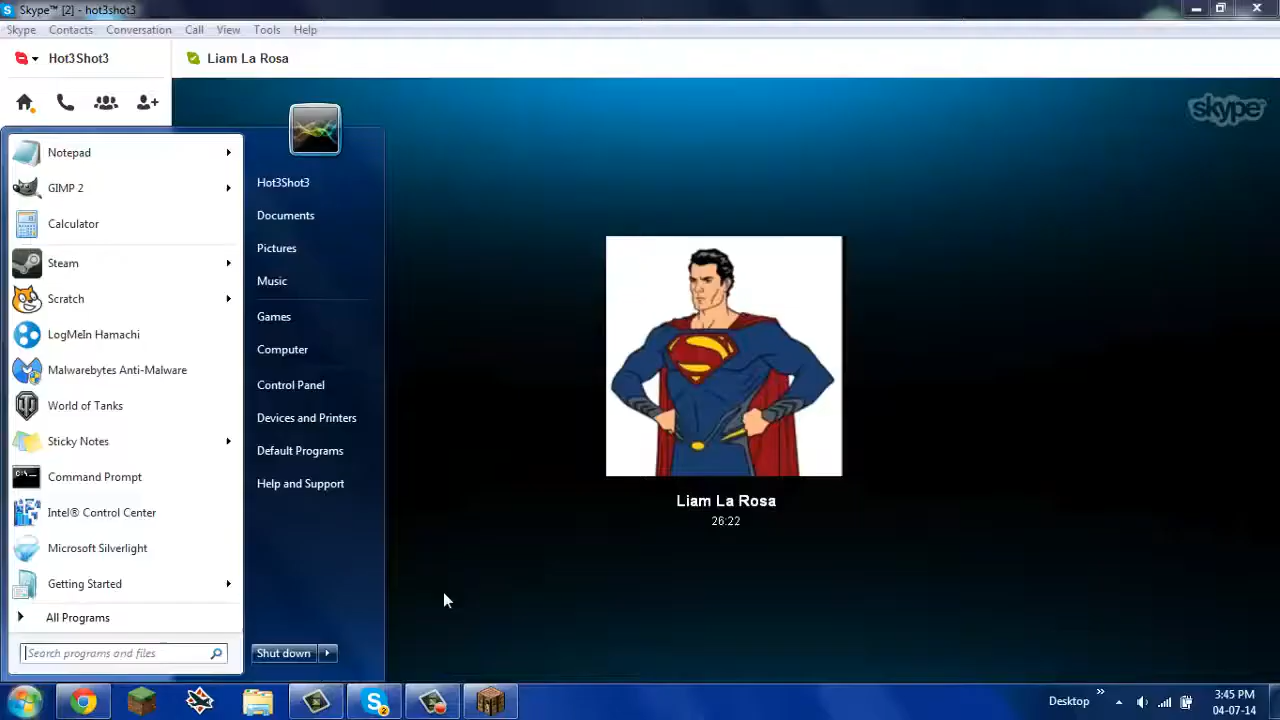 Skype™ [2] - hot3shot3
Skype Contacts Conversation Call View Tools Help
Hot3Shot3
Liam La Rosa
skype
Notepad
GIMP 2
Calculator
Steam
Scratch
LogMeIn Hamachi
Malwarebytes Anti-Malware
World of Tanks
Sticky Notes
Command Prompt
Intel® Control Center
Microsoft Silverlight
Getting Started
All Programs
Search programs and files
Hot3Shot3
Documents
Pictures
Music
Games
Computer
Control Panel
Devices and Printers
Default Programs
Help and Support
Shut down
Liam La Rosa
26:22
2
Desktop
3:45 PM
04-07-14